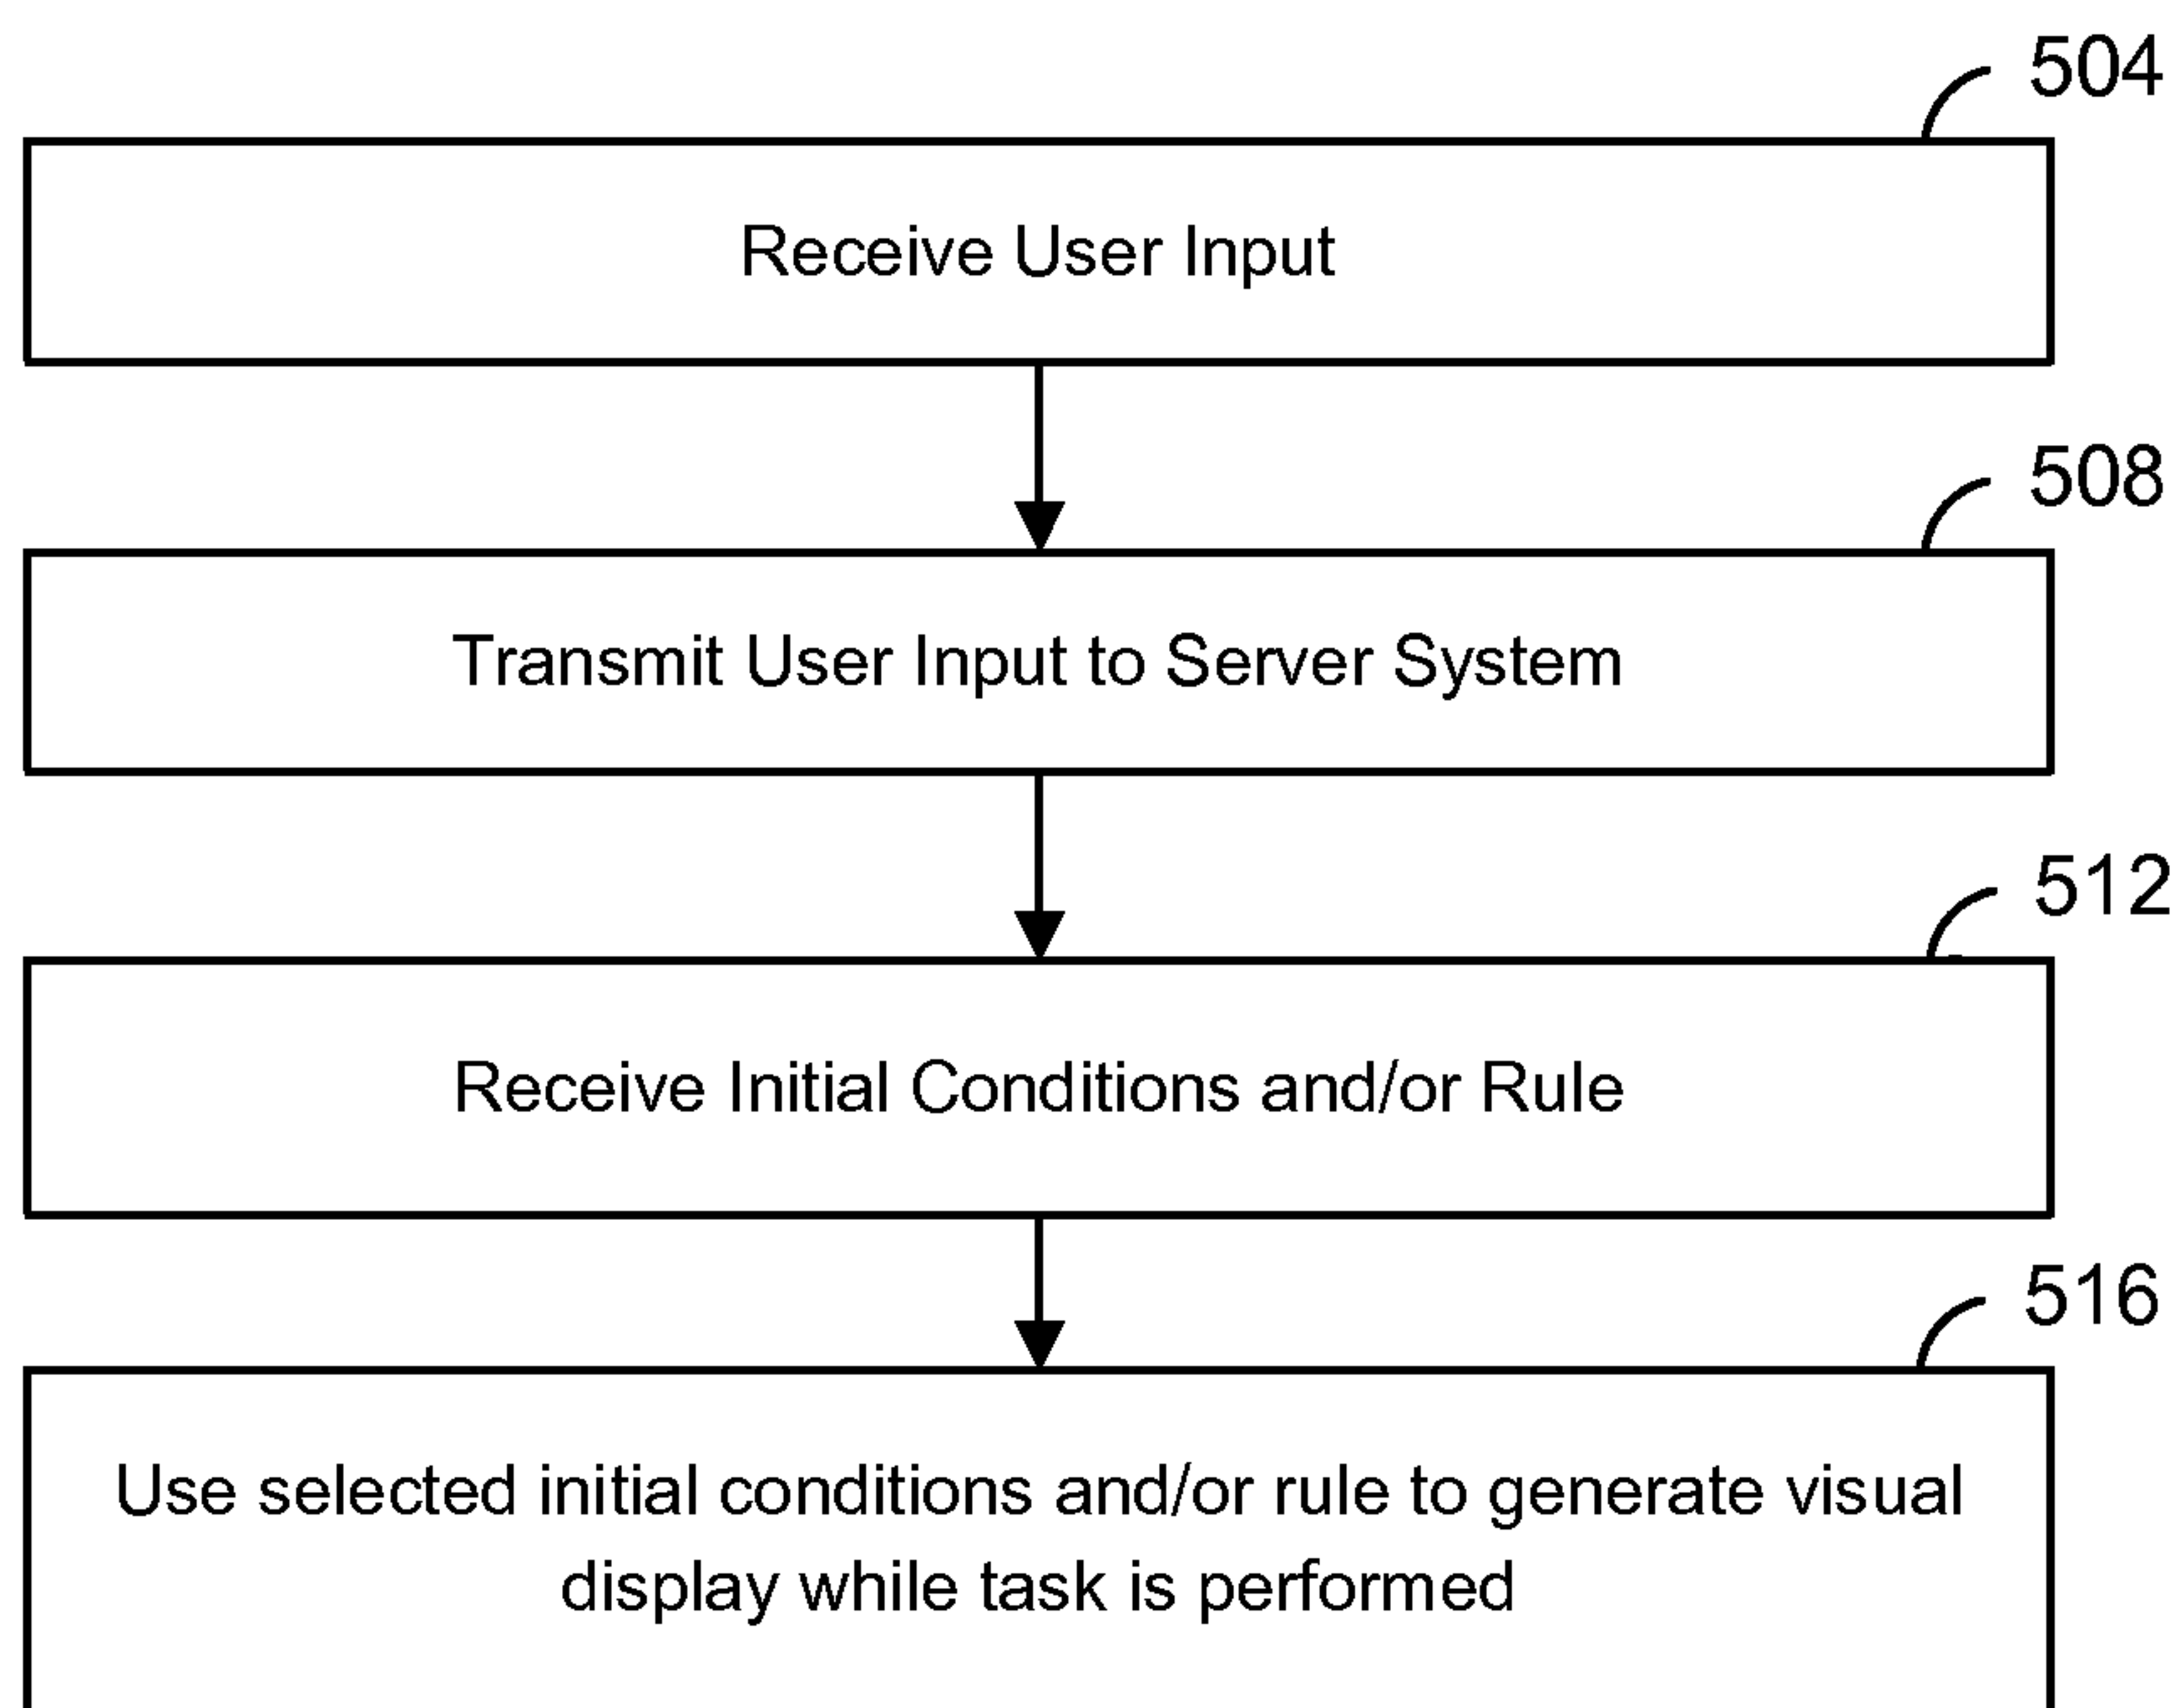 504
Receive User Input
508
Transmit User Input to Server System
512
Receive Initial Conditions and/or Rule
516
Use selected initial conditions and/or rule to generate visual
display while task is performed